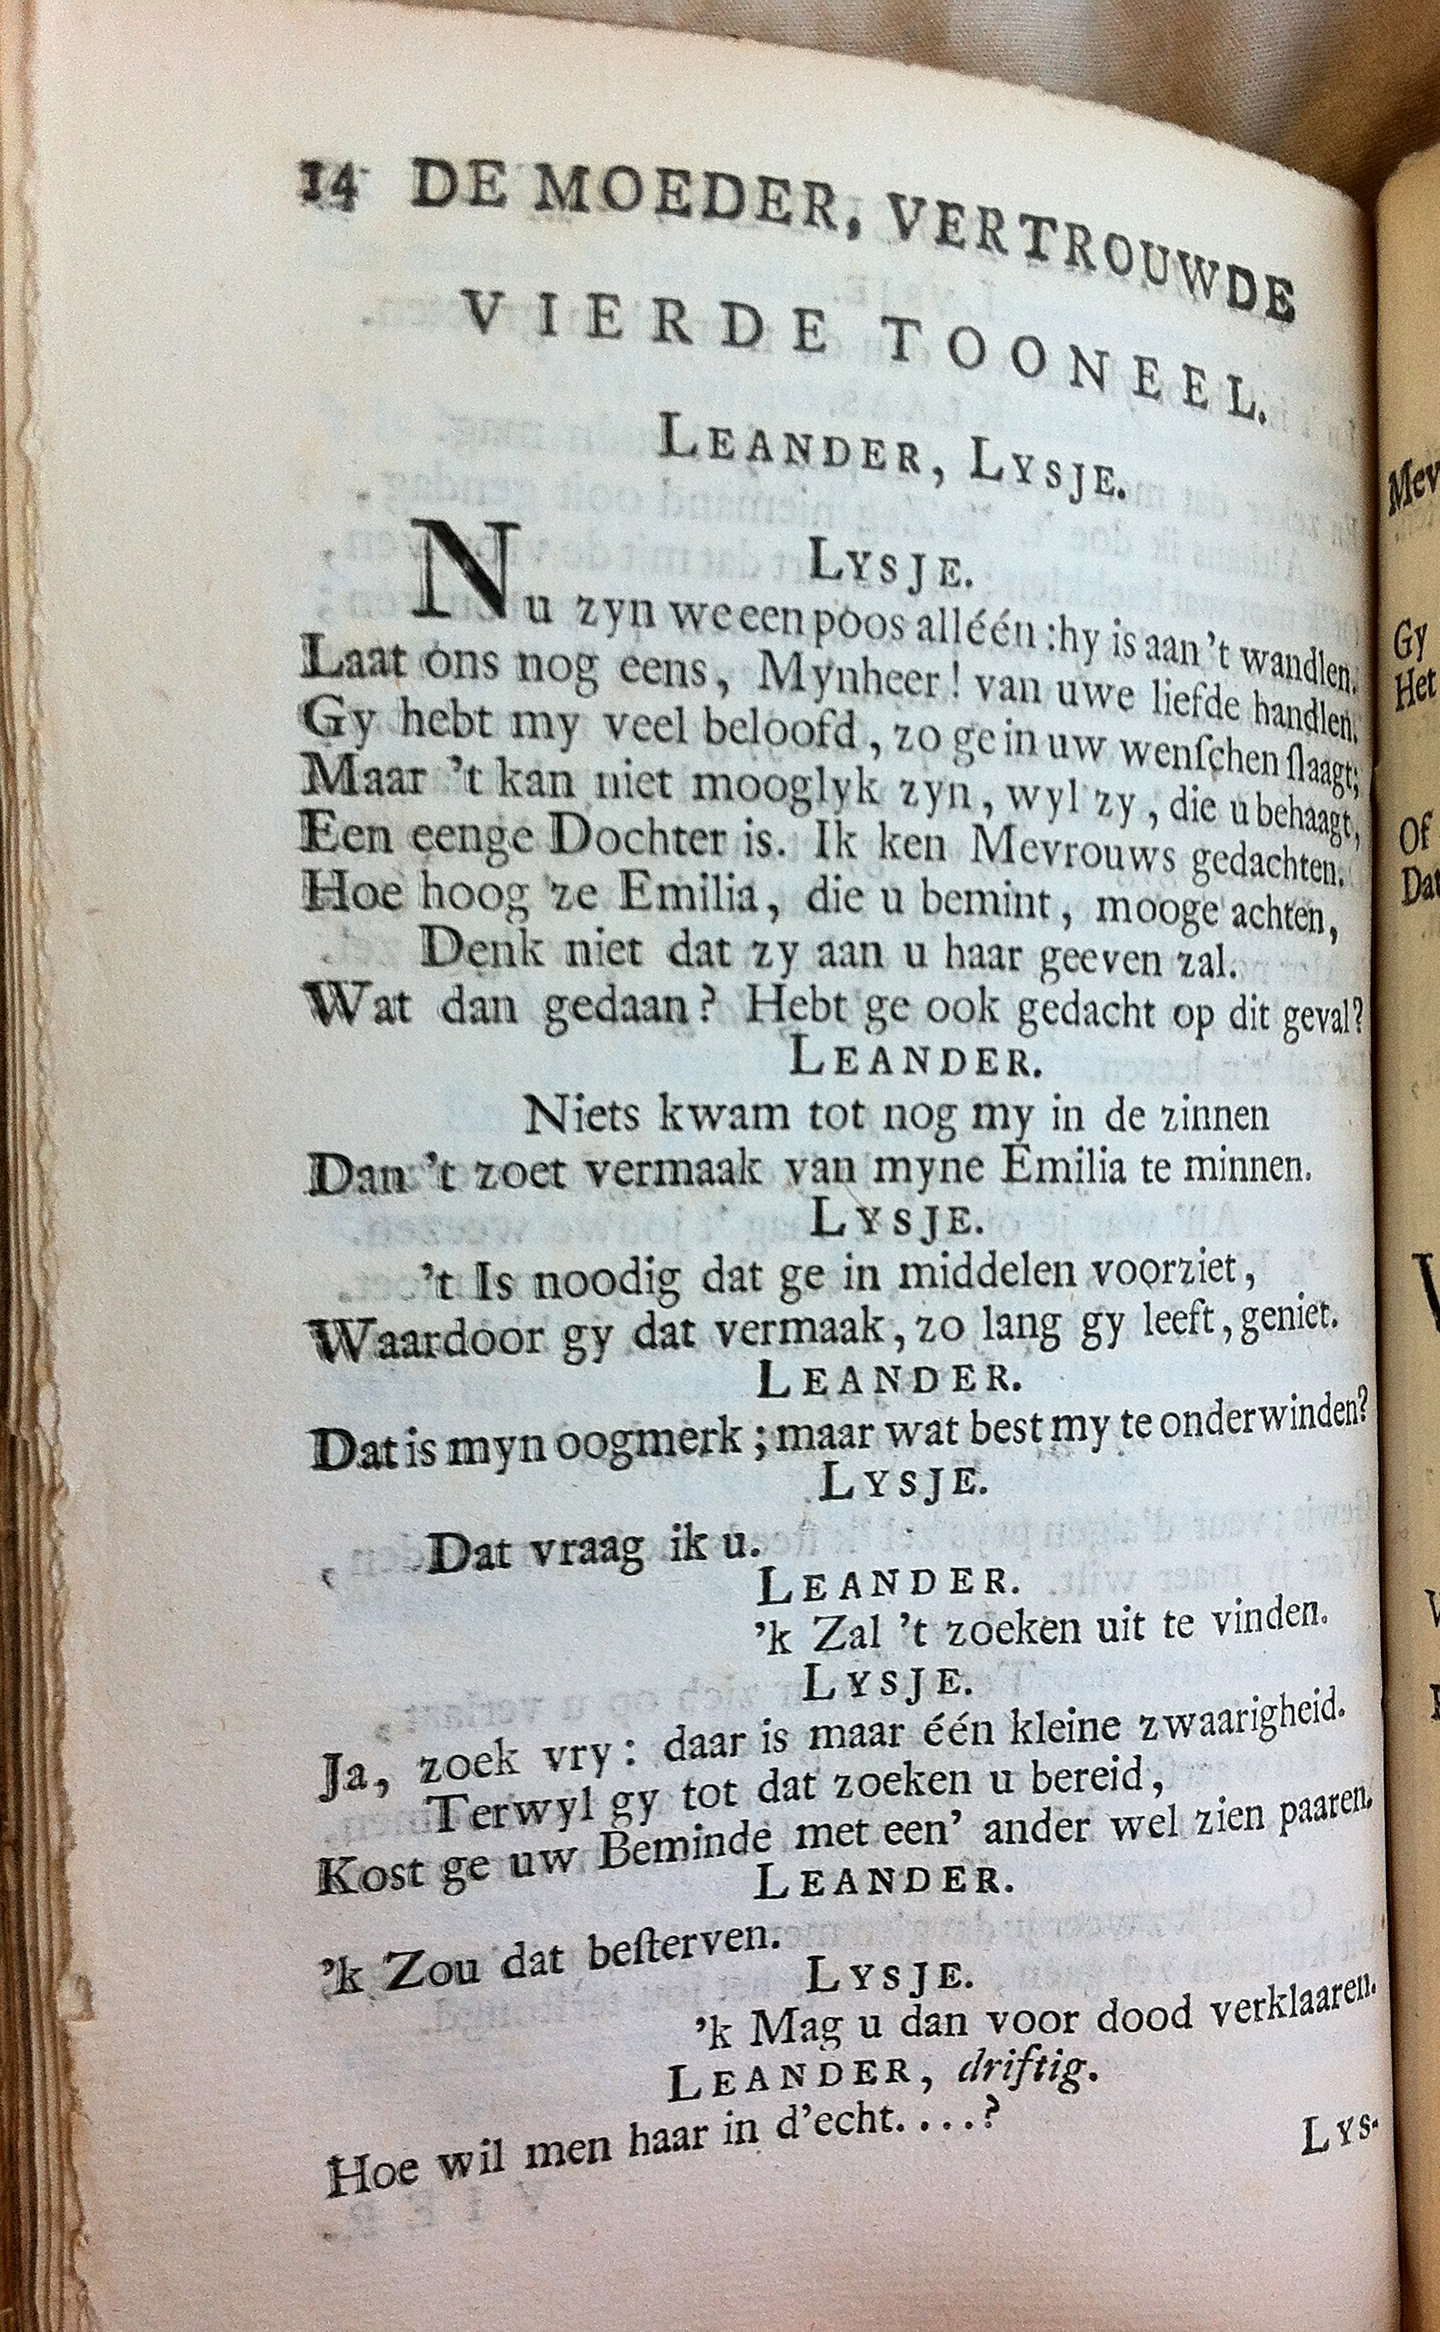 14 DE MOEDER, VERTROUWDE
VIERDE TOONEEL.
LEANDER, LYSJE.
LYSJE.
Nu zyn we een poos alléén: hy is aan 't wandlen.
Laat ons nog eens, Mynheer! van uwe liefde handlen.
Gy hebt my veel beloofd, zo ge in uw wenſchen ſlaagt;
Maar 't kan niet mooglyk zyn, wyl zy, die u behaagt,
Een eenge Dochter is. Ik ken Mevrouws gedachten.
Hoe hoog ze Emilia, die u bemint, mooge achten,
Denk niet dat zy aan u haar geeven zal.
Wat dan gedaan? Hebt ge ook gedacht op dit geval?
LEANDER.
Niets kwam tot nog my in de zinnen
Dan 't zoet vermaak van myne Emilia te minnen.
LYSJE.
't Is noodig dat ge in middelen voorziet,
Waardoor gy dat vermaak, zo lang gy leeft, geniet.
LEANDER.
Dat is myn oogmerk; maar wat best my te onderwinden?
LYSJE.
Dat vraag ik u.
LEANDER.
'k Zal 't zoeken uit te vinden.
LYSJE.
Ja, zoek vry: daar is maar één kleine zwaarigheid.
Terwyl gy tot dat zoeken u bereid,
Kost ge uw Beminde met een' ander wel zien paaren.
LEANDER.
'k Zou dat beſterven.
LYSJE.
'k Mag u dan voor dood verklaaren.
LEANDER, driftig.
Hoe wil men haar in d'echt....?
LYS-
Mev
Gy
Het
Of
Dat